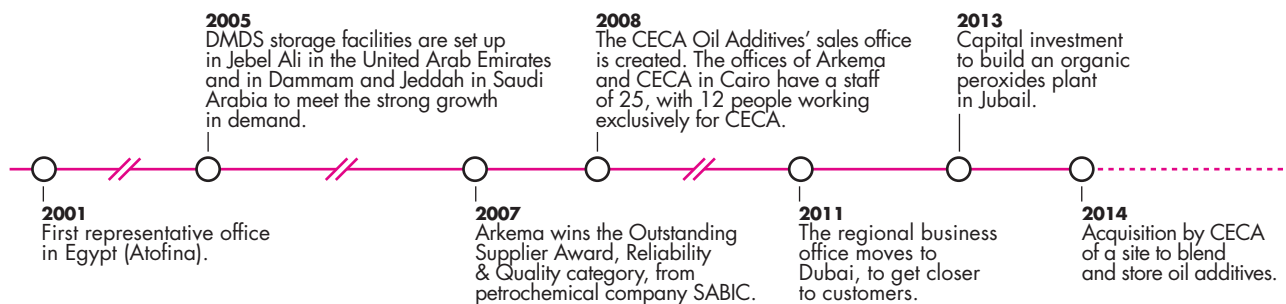 2005
DMDS storage facilities are set up
in Jebel Ali in the United Arab Emirates
and in Dammam and Jeddah in Saudi
Arabia to meet the strong growth
in demand.
2008
The CECA Oil Additives’ sales office
is created. The offices of Arkema
and CECA in Cairo have a staff
of 25, with 12 people working
exclusively for CECA.
2013
Capital investment
to build an organic
peroxides plant
in Jubail.
2001
First representative office
in Egypt (Atofina).
2007
Arkema wins the Outstanding
Supplier Award, Reliability
& Quality category, from
petrochemical company SABIC.
2011
The regional business
office moves to
Dubai, to get closer
to customers.
2014
Acquisition by CECA
of a site to blend
and store oil additives.